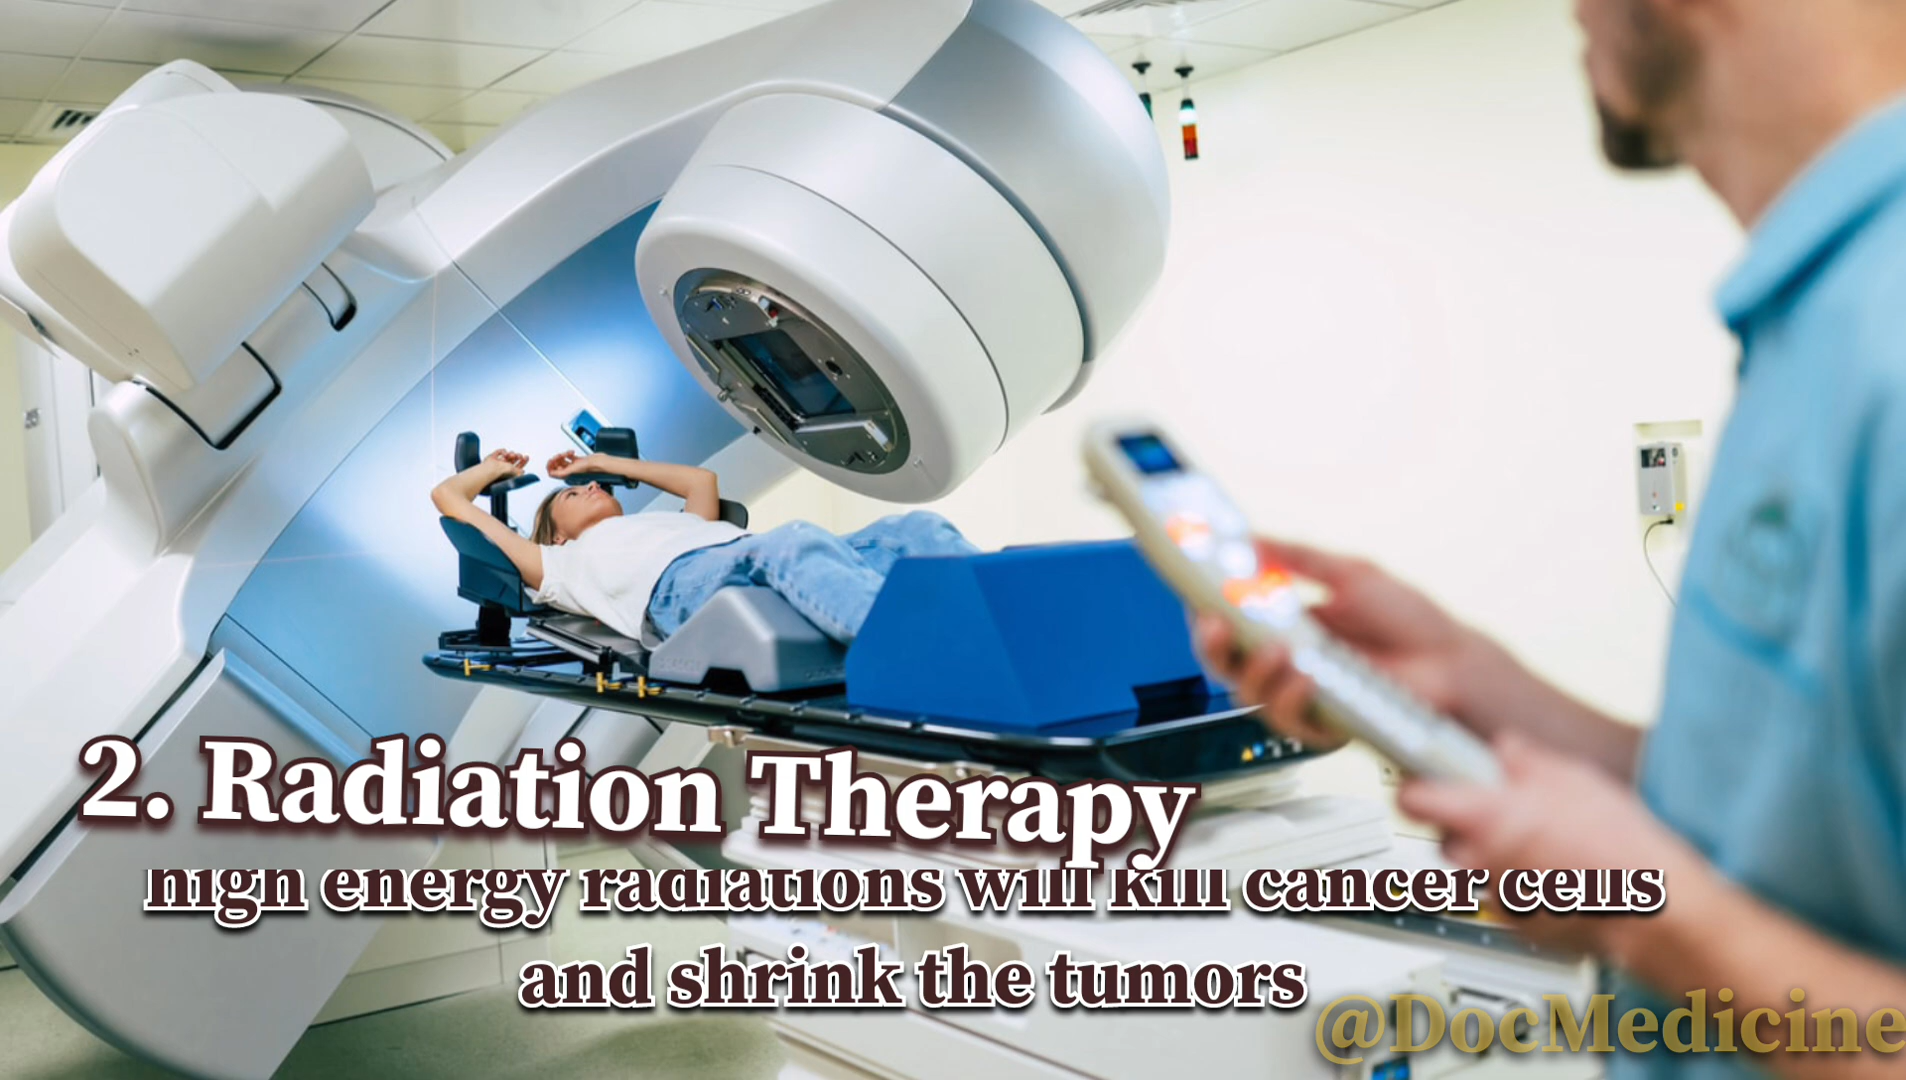 2. Radiation Therapy
high energy radiations will kill cancer cells
and shrink the tumors
@DocMedicine